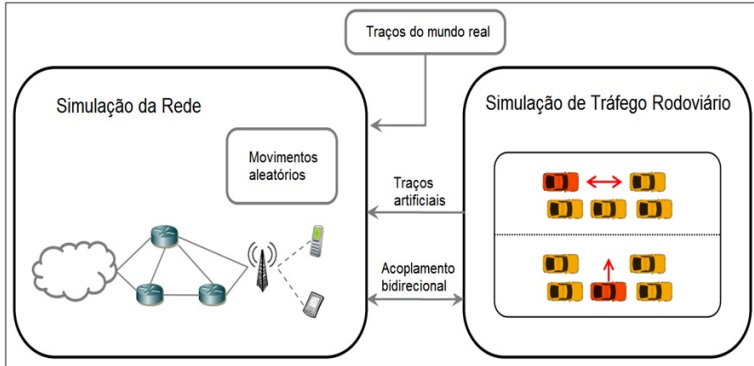 Traços do mundo real
Simulação da Rede
Simulação de Tráfego Rodoviário
Movimentos
aleatórios
Traços
artificiais
Acoplamento
bidirecional